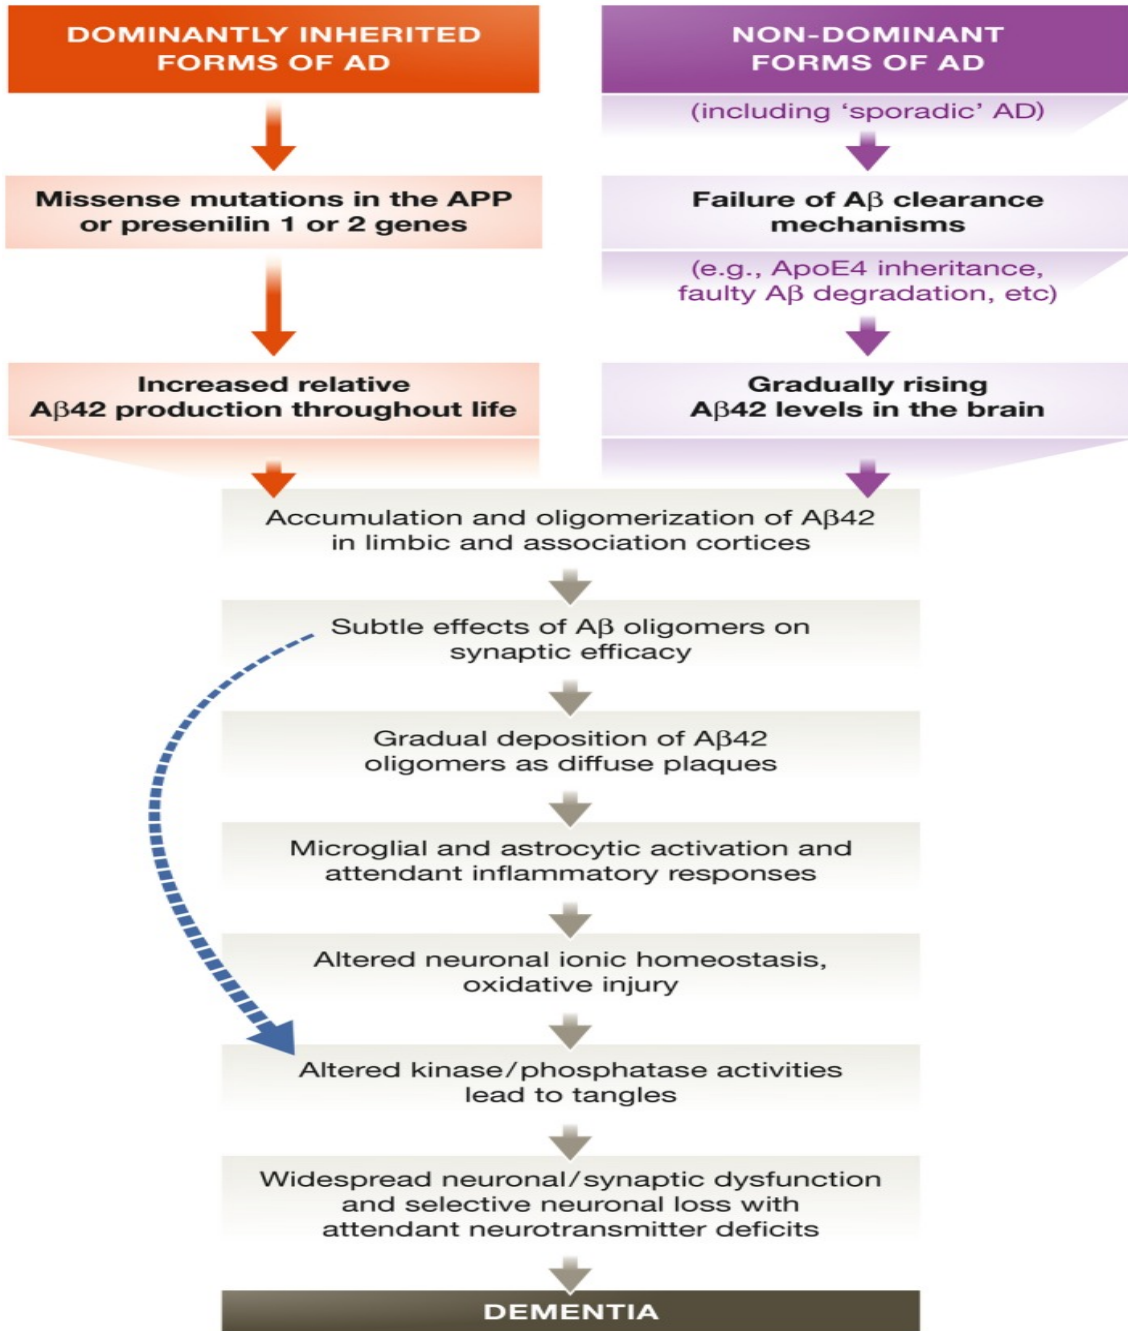 DOMINANTLY INHERITED
FORMS OF AD
Missense mutations in the APP
or presenilin 1 or 2 genes
Increased relative
Aβ42 production throughout life
NON-DOMINANT
FORMS OF AD
(including ‘sporadic’ AD)
Failure of Aβ clearance
mechanisms
(e.g., ApoE4 inheritance,
faulty Aβ degradation, etc)
Gradually rising
Aβ42 levels in the brain
Accumulation and oligomerization of Aβ42
in limbic and association cortices
Subtle effects of Aβ oligomers on
synaptic efficacy
Gradual deposition of Aβ42
oligomers as diffuse plaques
Microglial and astrocytic activation and
attendant inflammatory responses
Altered neuronal ionic homeostasis,
oxidative injury
Altered kinase/phosphatase activities
lead to tangles
Widespread neuronal/synaptic dysfunction
and selective neuronal loss with
attendant neurotransmitter deficits
DEMENTIA